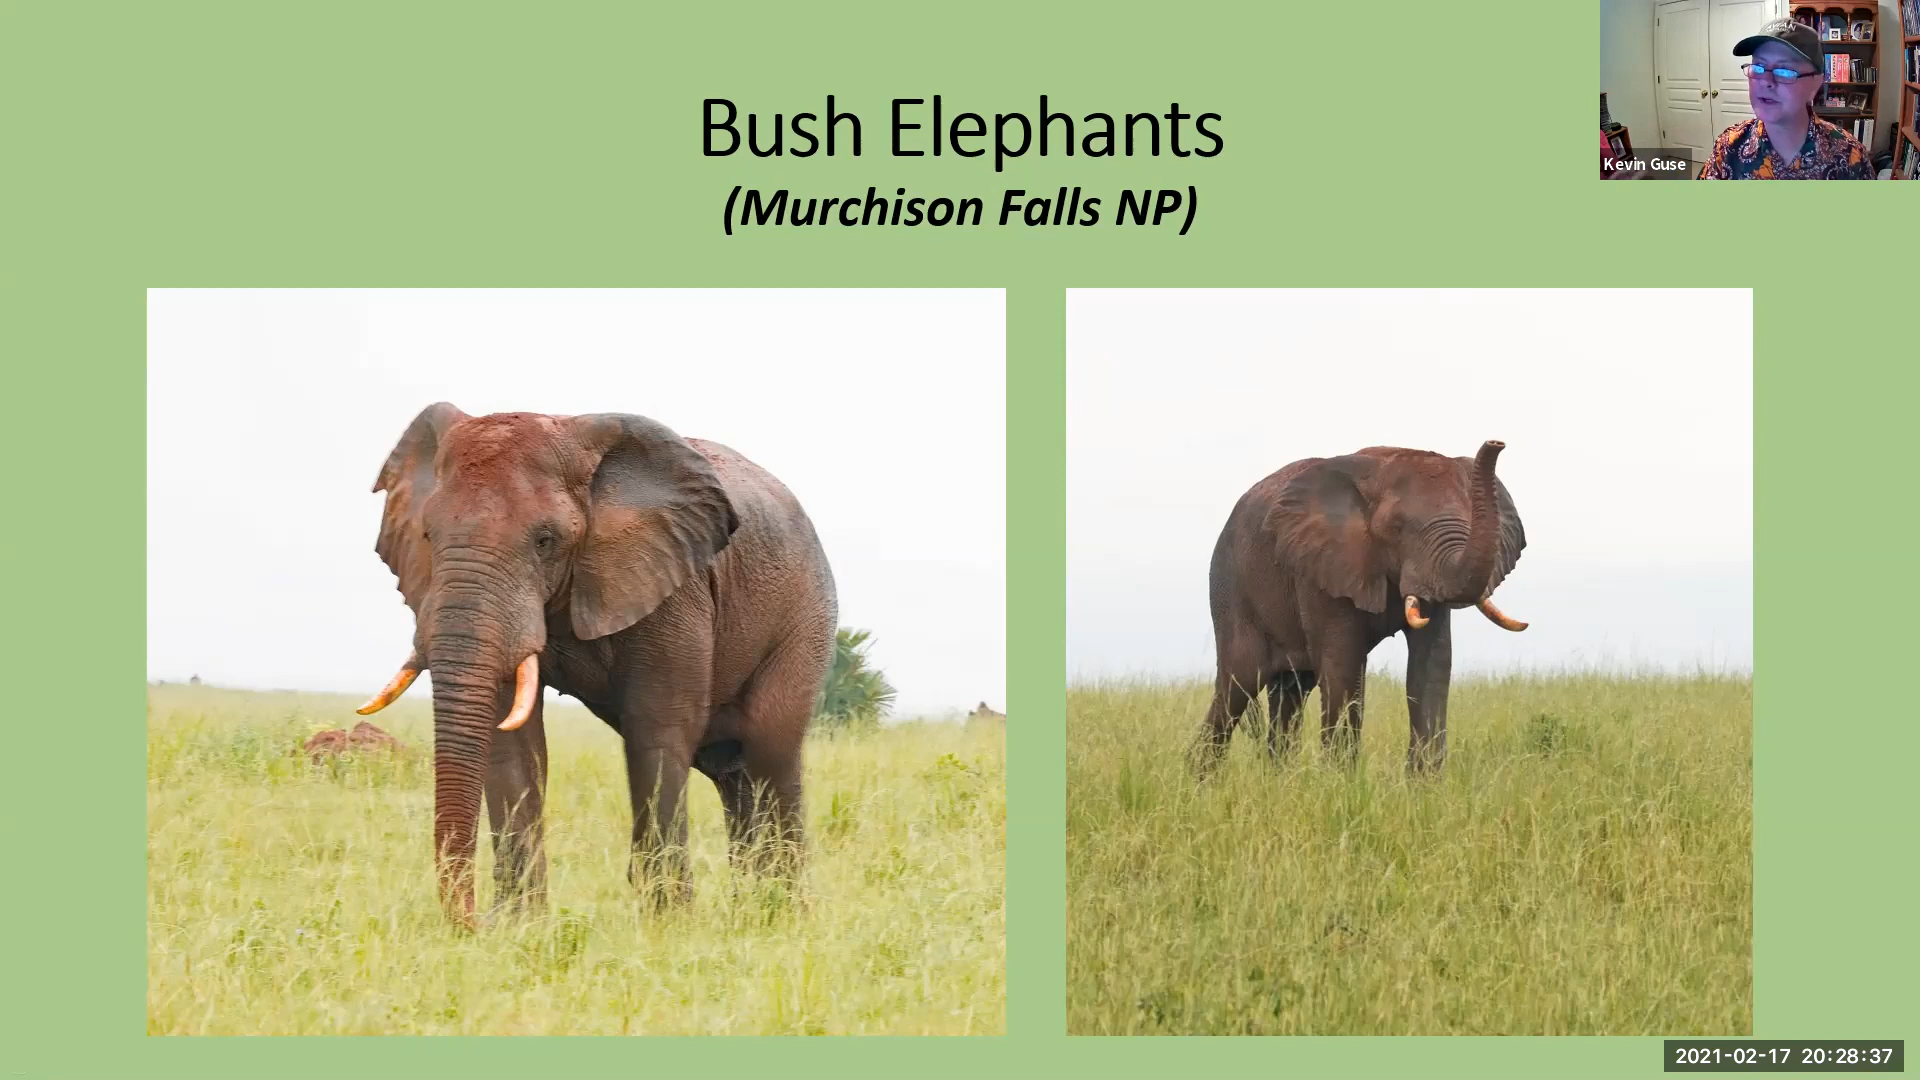 Bush Elephants
(Murchison Falls NP)
Kevin Guse
2021-02-17 20:28:37